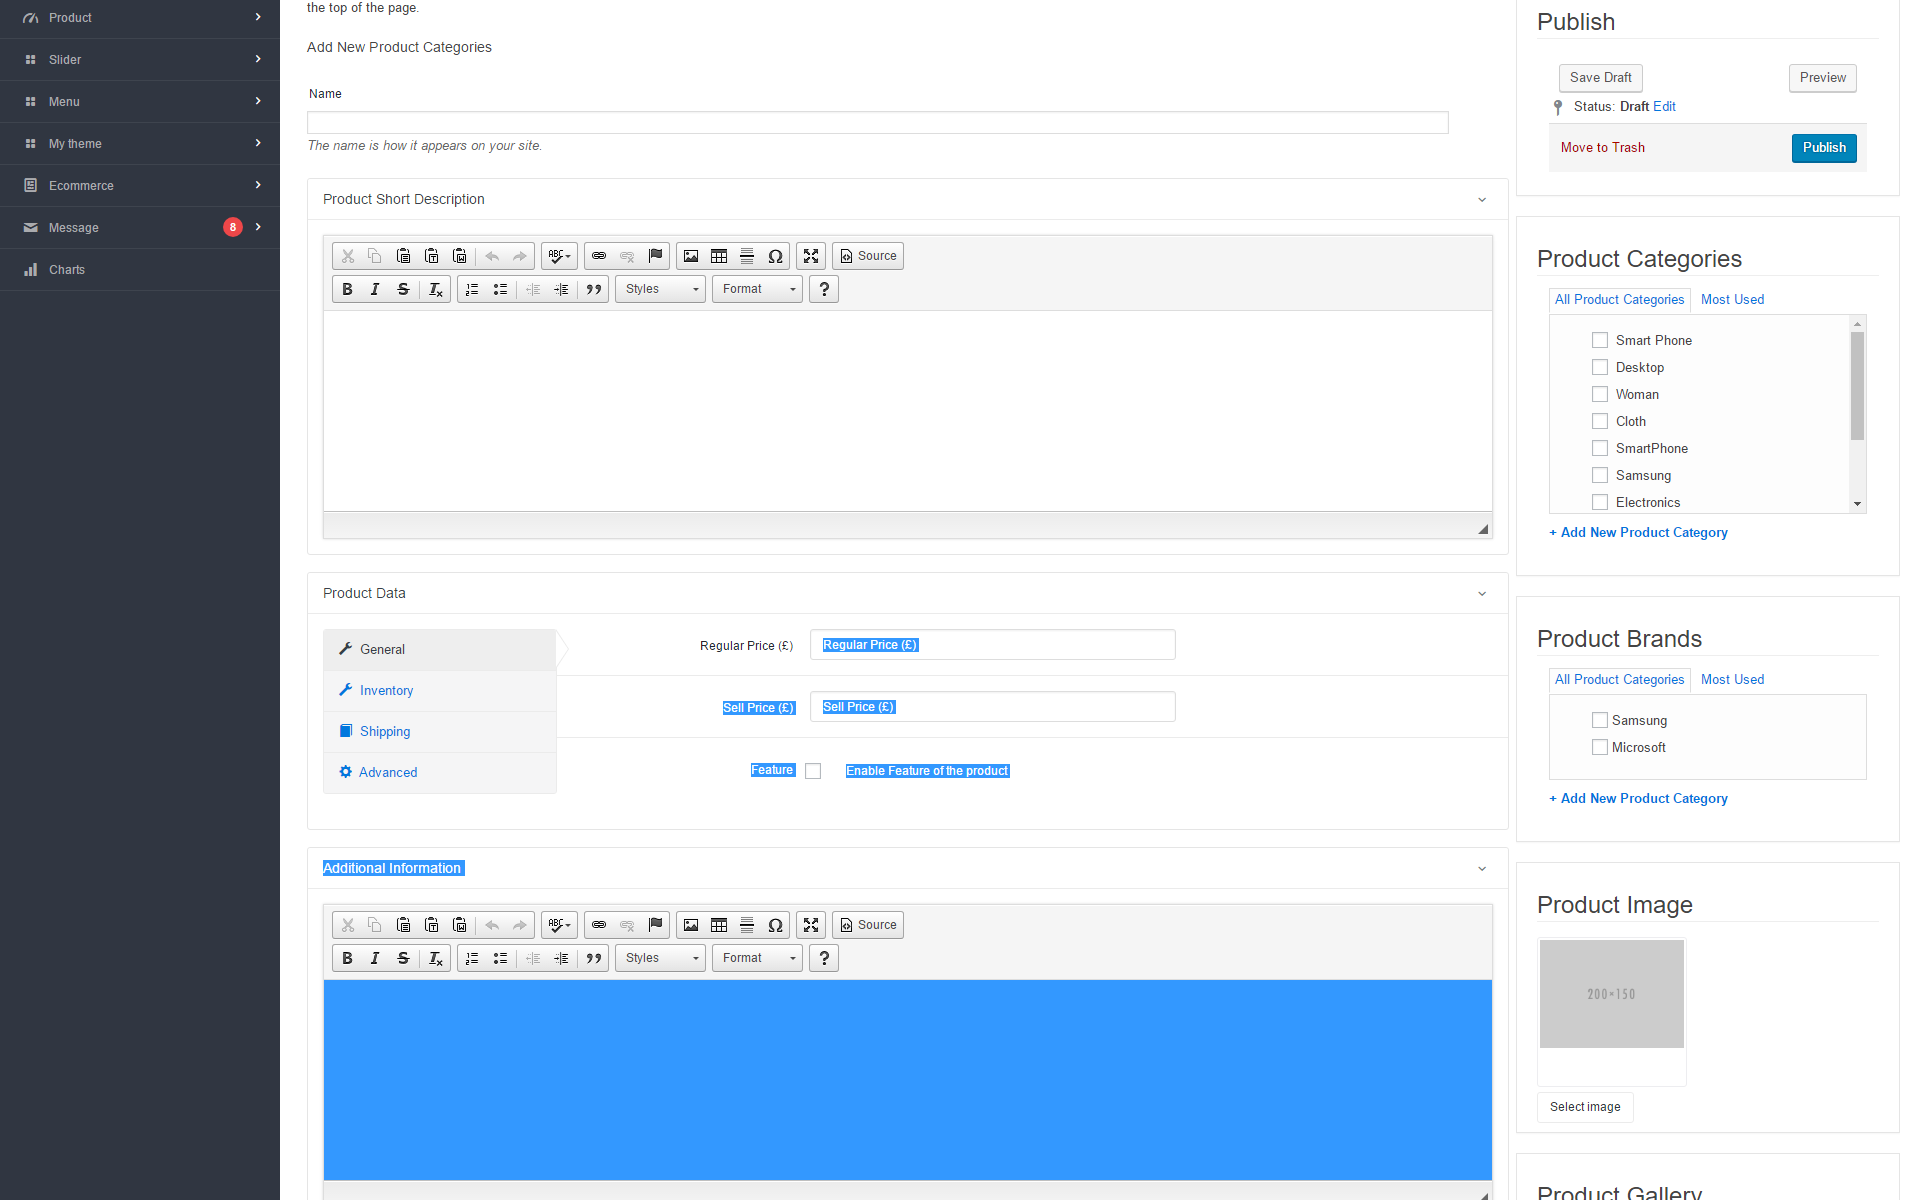 Product
Slider
Menu
My theme
Ecommerce
Message 8
Charts
the top of the page.
Add New Product Categories
Name
The name is how it appears on your site.
Product Short Description
ABC Source
B I S Tx Styles Format ?
Product Data
General
Inventory
Shipping
Advanced
Regular Price (£) Regular Price (£)
Sell Price (£) Sell Price (£)
Feature Enable Feature of the product
Additional Information
ABC Source
B I S Tx Styles Format ?
Publish
Save Draft Preview
Status: Draft Edit
Move to Trash Publish
Product Categories
All Product Categories Most Used
Smart Phone
Desktop
Woman
Cloth
SmartPhone
Samsung
Electronics
+ Add New Product Category
Product Brands
All Product Categories Most Used
Samsung
Microsoft
+ Add New Product Category
Product Image
200×150
Select image
Product Gallery